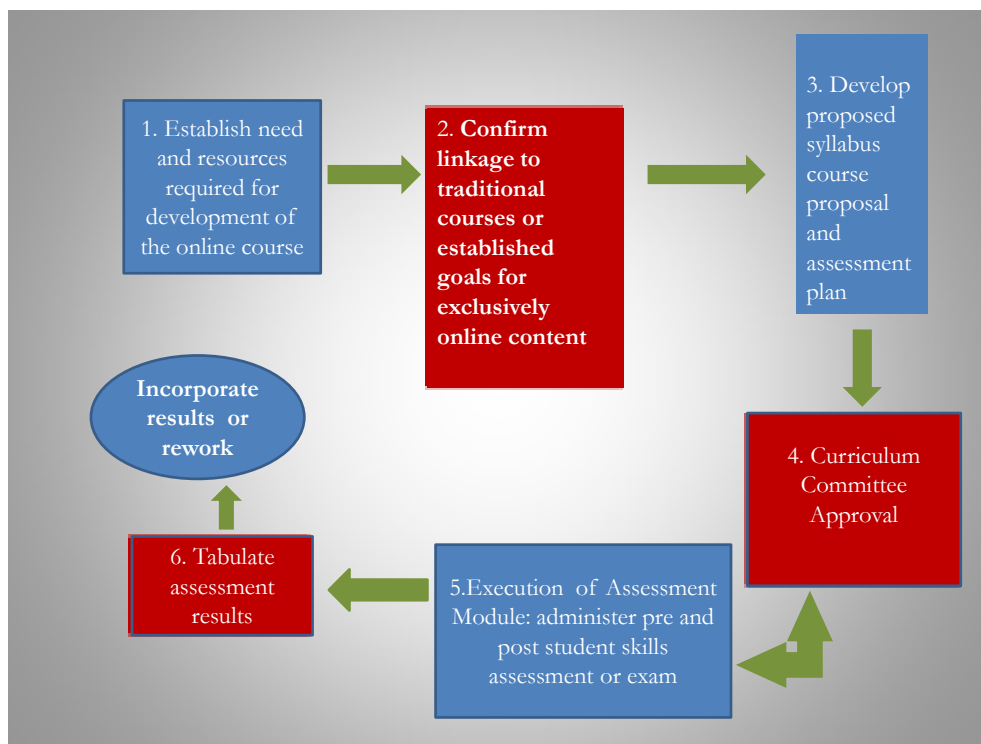 1. Establish need
and resources
required for
development of
the online course
2. Confirm
linkage to
traditional
courses or
established
goals for
exclusively
online content
3. Develop
proposed
syllabus
course
proposal
and
assessment
plan
4. Curriculum
Committee
Approval
5.Execution of Assessment
Module: administer pre and
post student skills
assessment or exam
6. Tabulate
assessment
results
Incorporate
results or
rework